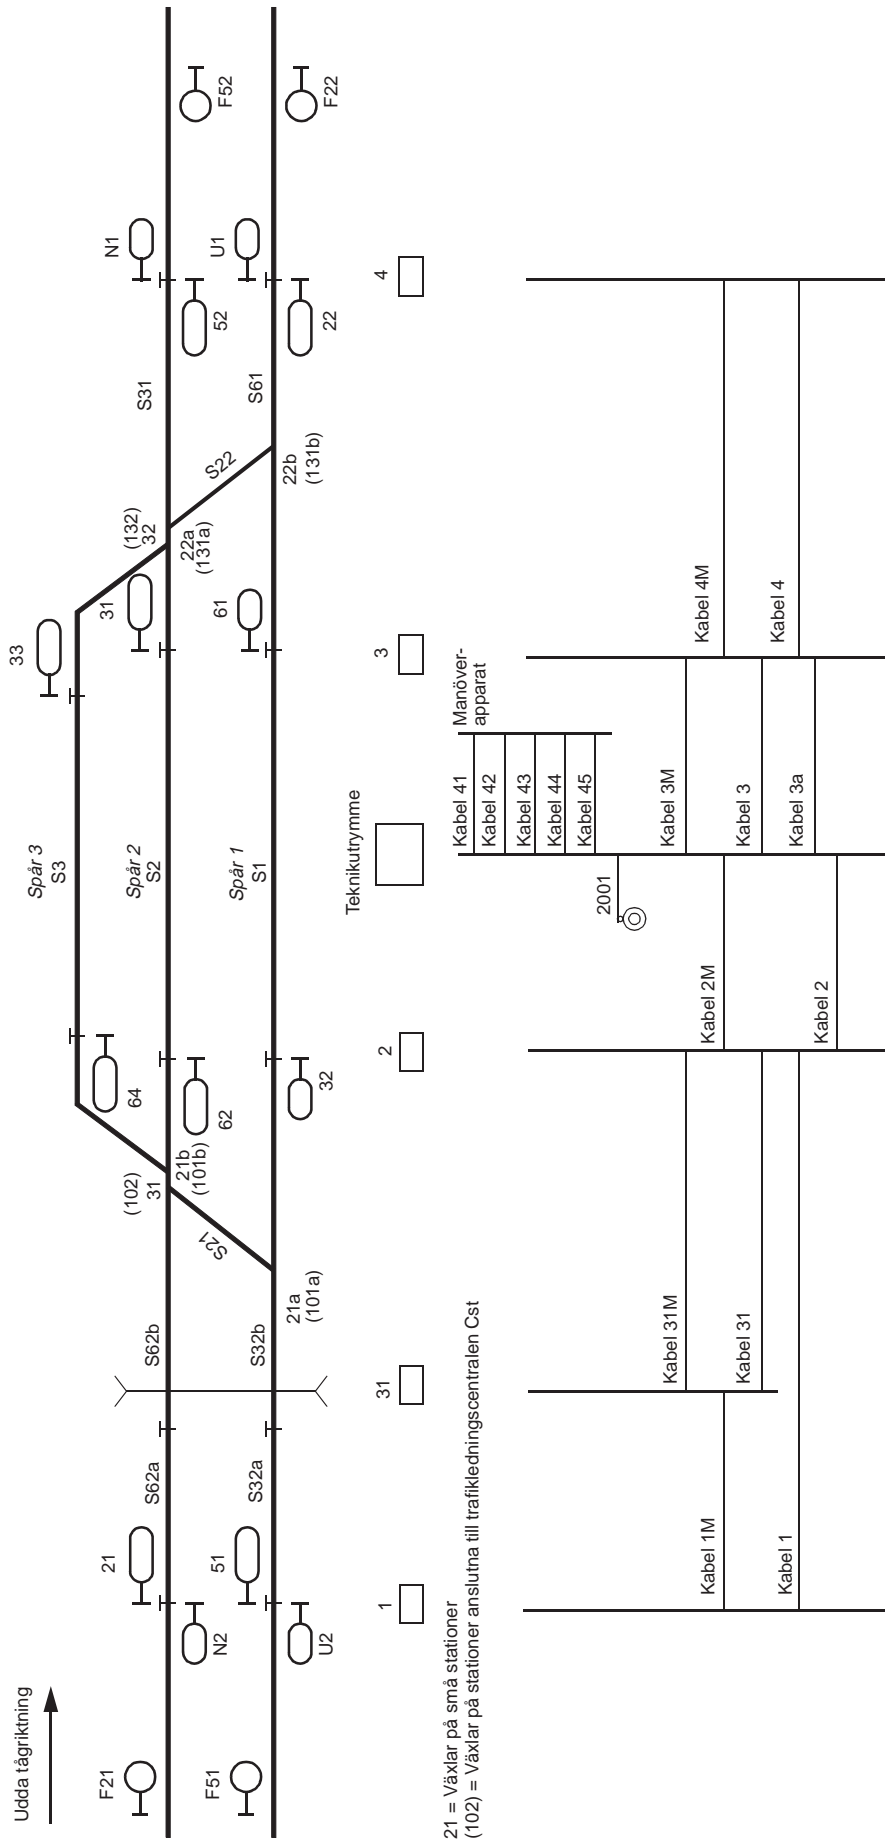 Udda tågriktning
F21
F51
21
N2
51
U2
S62a
S32a
S62b
S32b
21a
(101a)
S21
(102)
31
21b
(101b)
64
62
32
Spår 3
S3
Spår 2
S2
Spår 1
S1
33
31
61
(132)
32
22a
(131a)
S22
22b
(131b)
S31
S61
N1
U1
52
22
F52
F22
1
31
2
Teknikutrymme
3
4
21 = Växlar på små stationer
(102) = Växlar på stationer anslutna till trafikledningscentralen Cst
Kabel 41
Kabel 42
Kabel 43
Kabel 44
Kabel 45
Manöver-
apparat
2001
Kabel 1M
Kabel 1
Kabel 31M
Kabel 31
Kabel 2M
Kabel 2
Kabel 3M
Kabel 3
Kabel 3a
Kabel 4M
Kabel 4